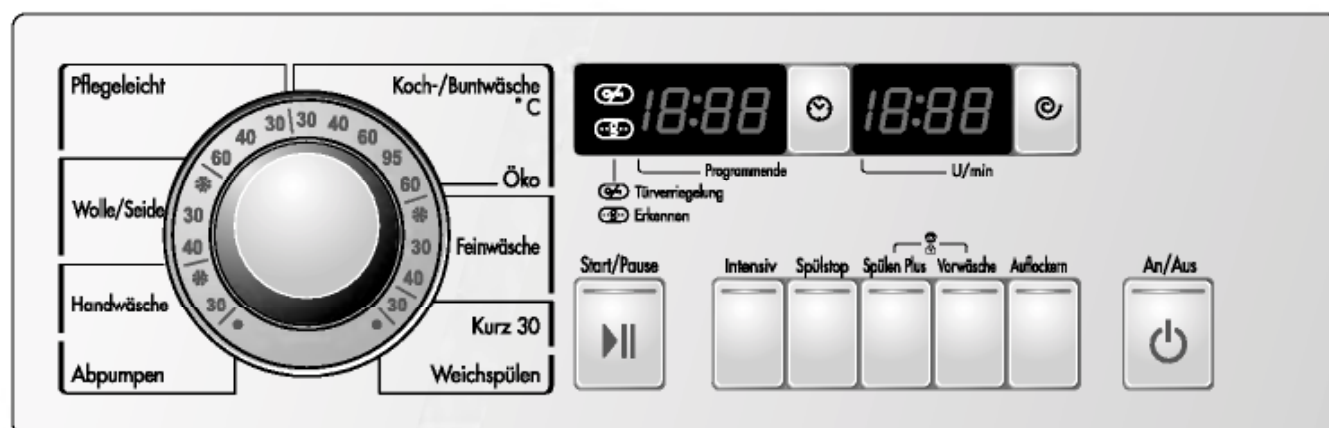 Pflegeleicht
Koch-/Buntwäsche
°C
Öko
Wolle/Seide
Feinwäsche
Handwäsche
Kurz 30
Abpumpen
Weichspülen
30 40 60 95 60
30 40
30
60 40 30
30 40
30
18:88
18:88
Programmende
U/min
Türverriegelung
Erkennen
Start/Pause
Intensiv
Spülstop
Spülen Plus
Vorwäsche
Auflockern
An/Aus